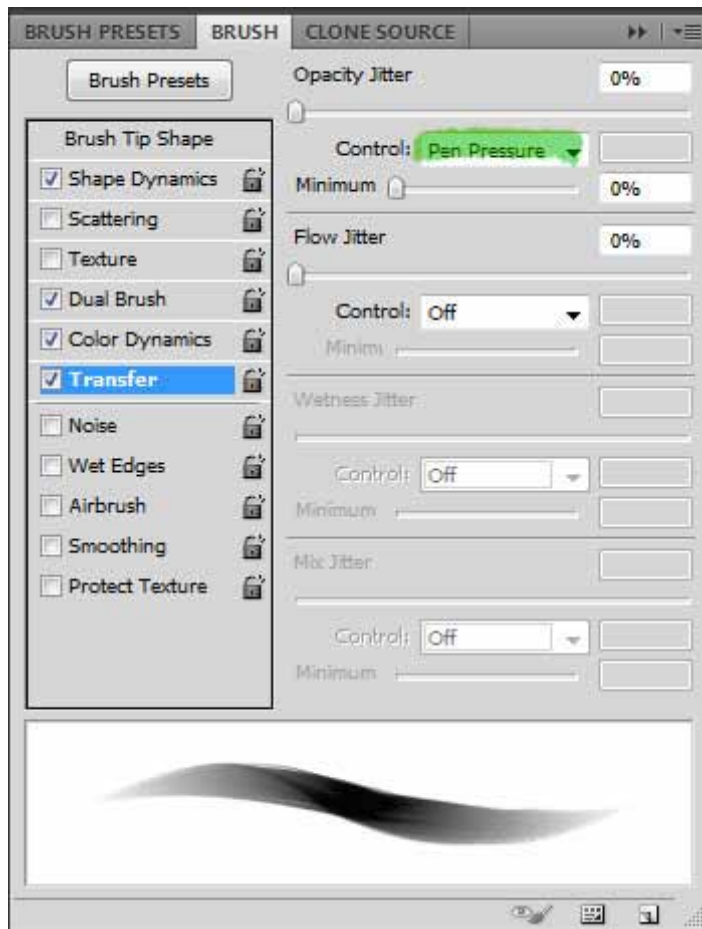 BRUSH PRESETS BRUSH CLONE SOURCE
Brush Presets
Brush Tip Shape
Shape Dynamics
Scattering
Texture
Dual Brush
Color Dynamics
Transfer
Noise
Wet Edges
Airbrush
Smoothing
Protect Texture
Opacity Jitter 0%
Control: Pen Pressure
Minimum 0%
Flow Jitter 0%
Control: Off
Minim
Wetness Jitter
Control: Off
Minimum
Mix Jitter
Control: Off
Minimum